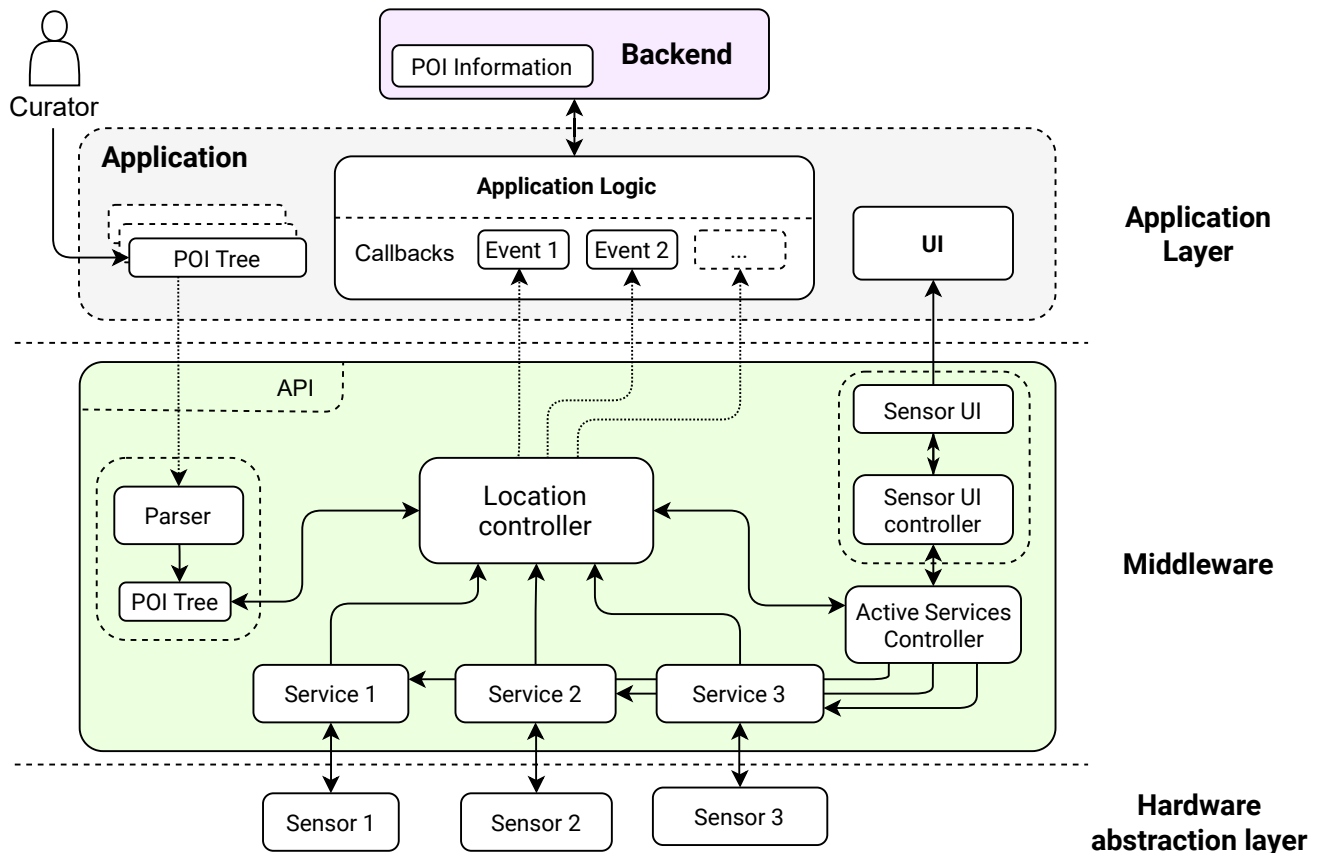 Curator
POI Information
Backend
Application
Application Logic
Callbacks
Event 1
Event 2
...
POI Tree
UI
Application
Layer
API
Sensor UI
Sensor UI
controller
Parser
Location
controller
Middleware
POI Tree
Active Services
Controller
Service 1
Service 2
Service 3
Sensor 1
Sensor 2
Sensor 3
Hardware
abstraction layer